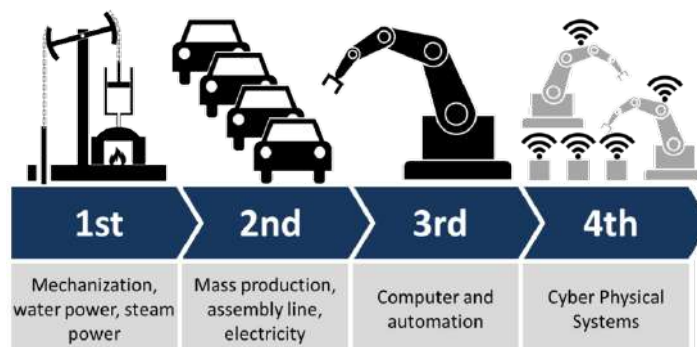 1st
2nd
3rd
4th
Mechanization,
water power, steam
power
Mass production,
assembly line,
electricity
Computer and
automation
Cyber Physical
Systems